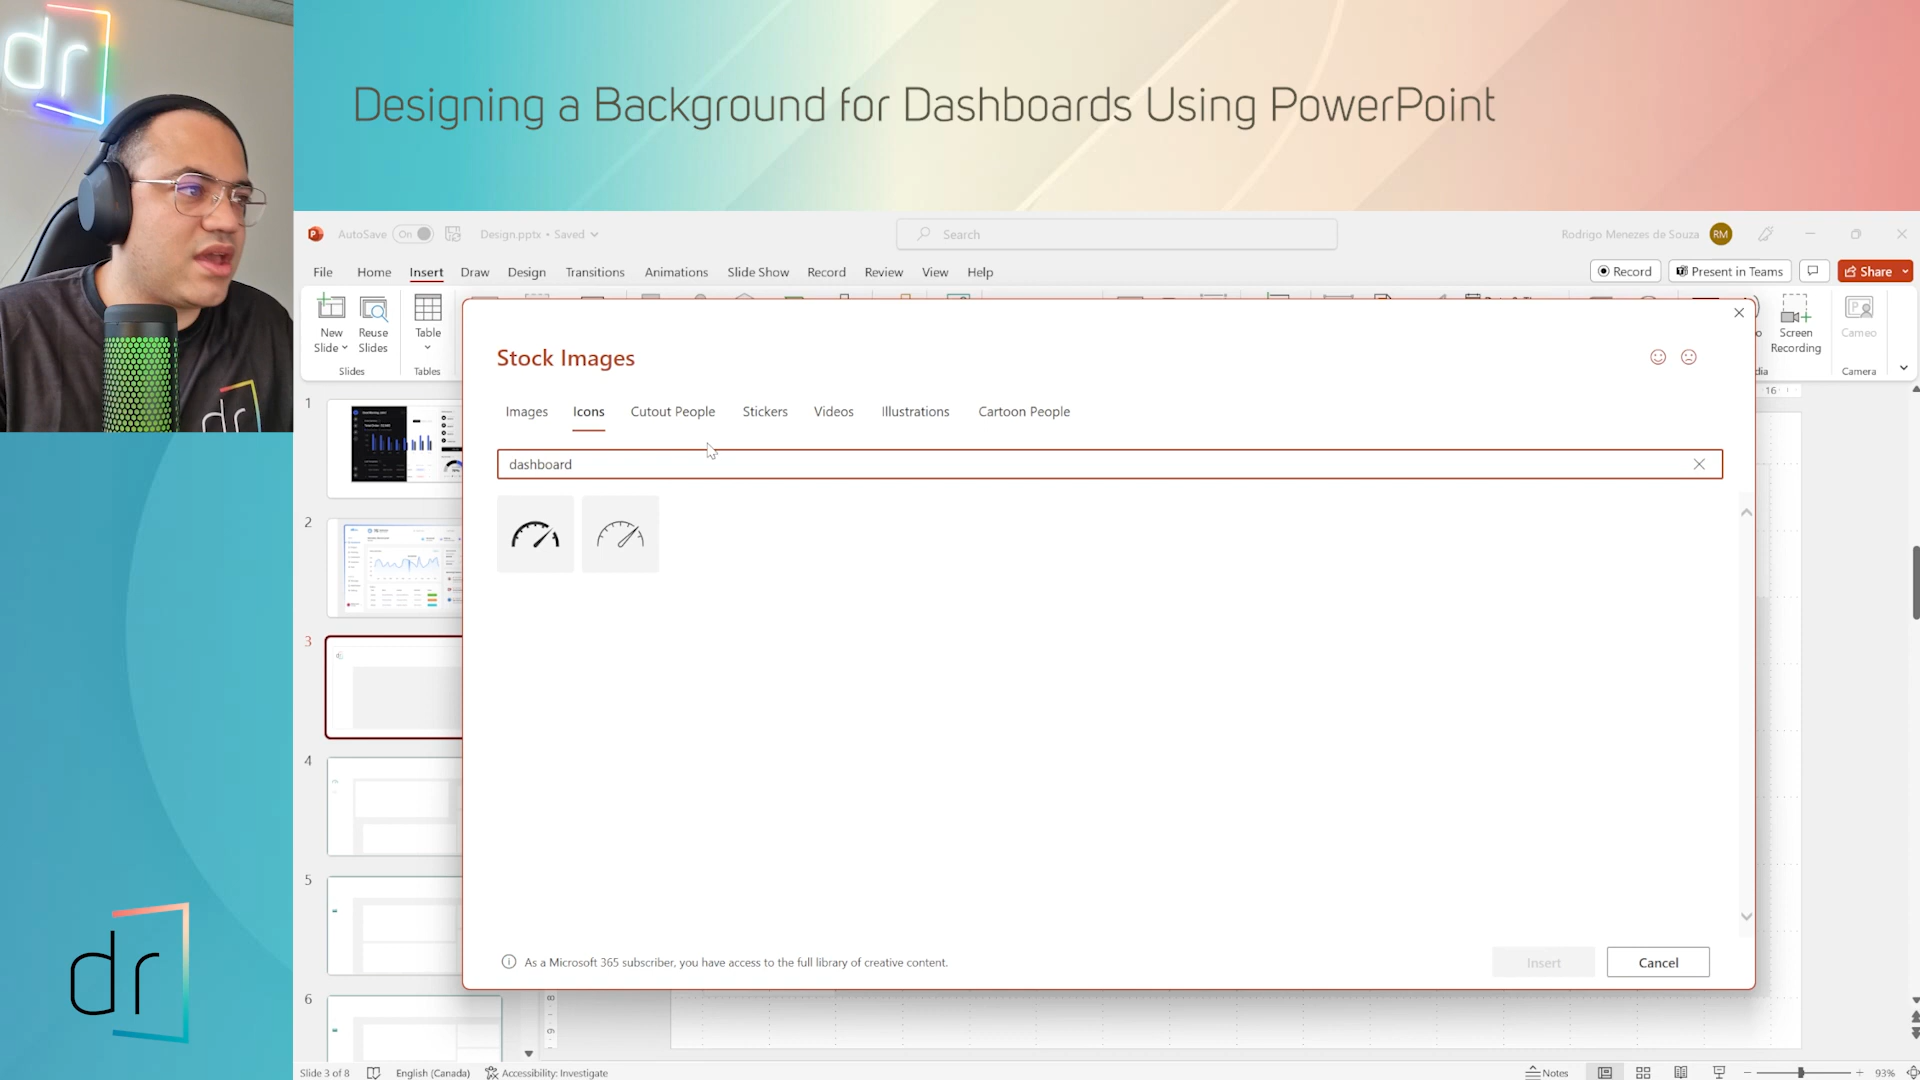 dr
Designing a Background for Dashboards Using PowerPoint
AutoSave On Design.pptx • Saved Search Rodrigo Menezes de Souza RM
File Home Insert Draw Design Transitions Animations Slide Show Record Review View Help Record Present in Teams Share
New Slide
Reuse Slides
Table
Screen Recording
Cameo
Slides Tables Camera
16
Stock Images
Images Icons Cutout People Stickers Videos Illustrations Cartoon People
dashboard
1
2
3
4
5
6
As a Microsoft 365 subscriber, you have access to the full library of creative content.
Insert Cancel
dr
dr
Slide 3 of 8 English (Canada) Accessibility: Investigate Notes 93%